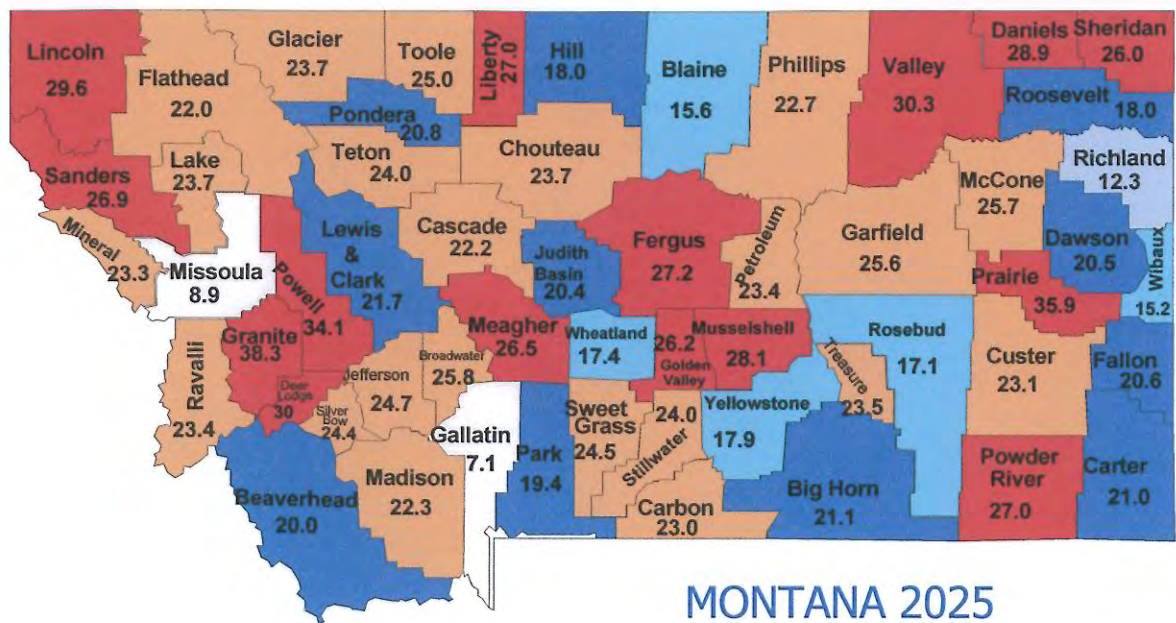 Lincoln
29.6
Flathead
22.0
Glacier
23.7
Toole
25.0
Liberty
27.0
Hill
18.0
Blaine
15.6
Phillips
22.7
Valley
30.3
Daniels
28.9
Sheridan
26.0
Roosevelt
18.0
Pondera
20.8
Teton
24.0
Chouteau
23.7
Richland
12.3
McCone
25.7
Dawson
20.5
Wibaux
15.2
Sanders
26.9
Lake
23.7
Mineral
23.3
Missoula
8.9
Powell
34.1
Lewis
&
Clark
21.7
Cascade
22.2
Judith
Basin
20.4
Fergus
27.2
Petroleum
23.4
Garfield
25.6
Prairie
35.9
Granite
38.3
Ravalli
23.4
Deer
Lodge
30
Silver
Bow
24.4
Jefferson
24.7
Broadwater
25.8
Meagher
26.5
Wheatland
17.4
26.2
Golden
Valley
Musselshell
28.1
Rosebud
17.1
Treasure
23.5
Custer
23.1
Fallon
20.6
Beaverhead
20.0
Madison
22.3
Gallatin
7.1
Park
19.4
Sweet
Grass
24.5
24.0
Stillwater
Yellowstone
17.9
Carbon
23.0
Big Horn
21.1
Powder
River
27.0
Carter
21.0
MONTANA 2025